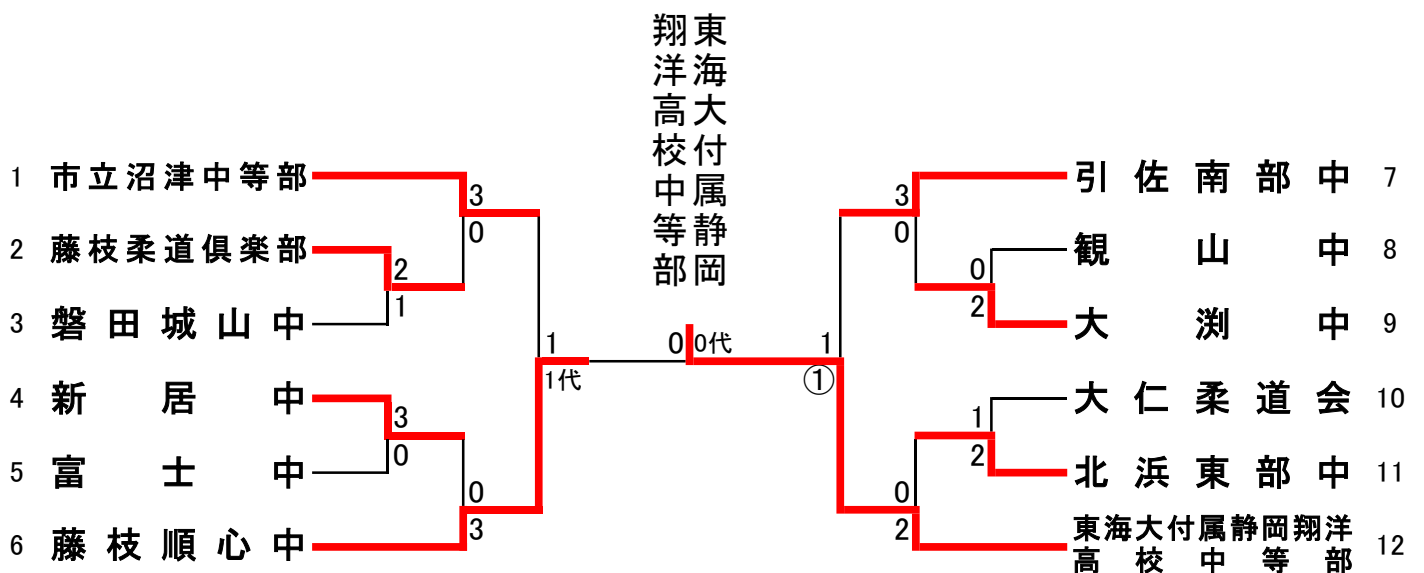 東海大付属静岡
翔洋高校中等部
1 市立沼津中等部
2 藤枝柔道倶楽部
3 磐田城山中
4 新居中
5 富士中
6 藤枝順心中
3
0
2
1
3
0
0
3
1
1代
0
0代
1
①
3
0
0
2
1
2
0
2
引佐南部中 7
観山中 8
大渕中 9
大仁柔道会 10
北浜東部中 11
東海大付属静岡翔洋
高校中等部 12